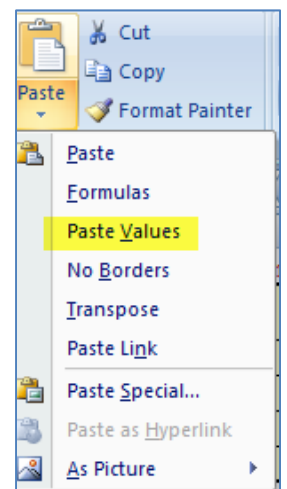 Cut
Copy
Paste
Format Painter
Paste
Formulas
Paste Values
No Borders
Transpose
Paste Link
Paste Special...
Paste as Hyperlink
As Picture